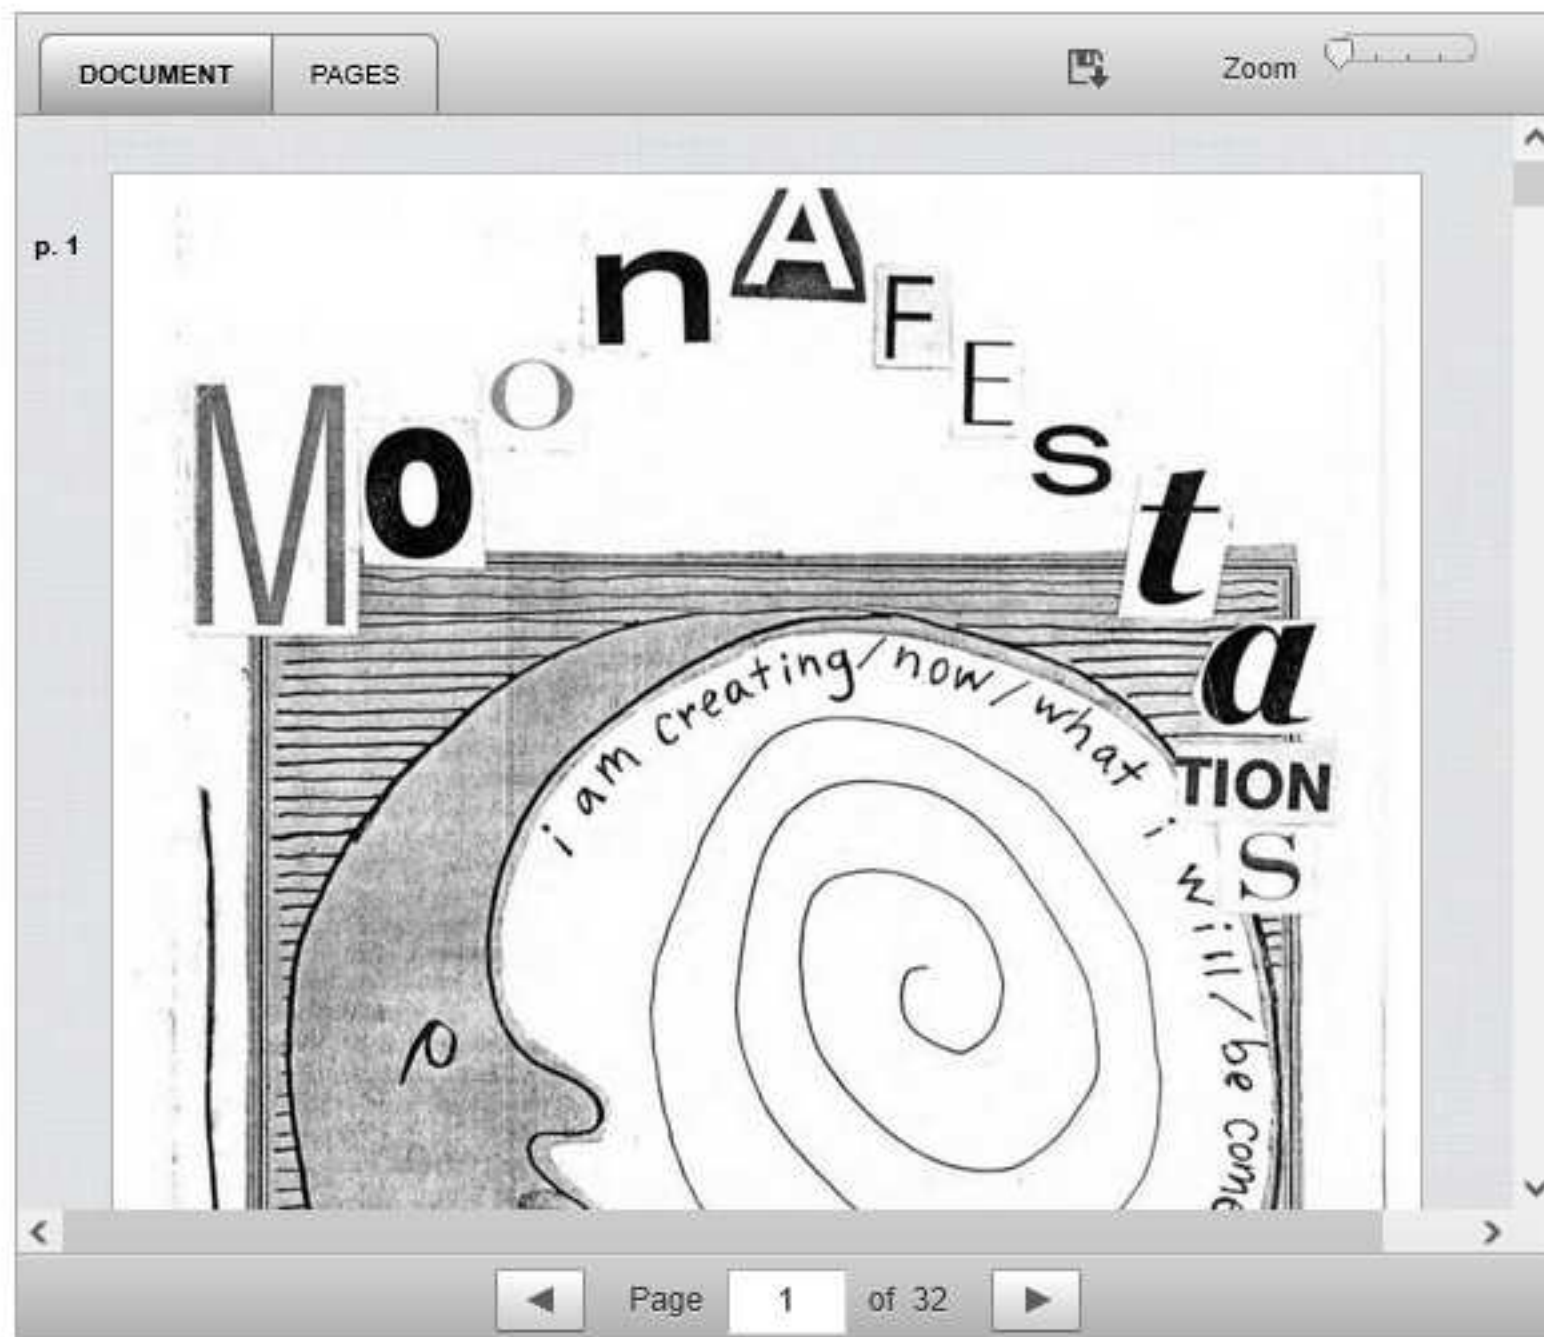 DOCUMENT PAGES Zoom
p. 1
MoonAFEstaTIONS
i am creating/now/what i will/be come
Page 1 of 32